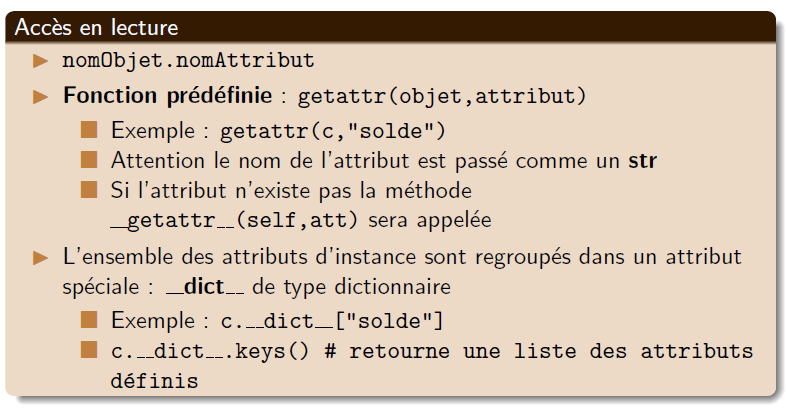 Accès en lecture
nomObjet.nomAttribut
Fonction prédéfinie : getattr(objet,attribut)
Exemple : getattr(c,"solde")
Attention le nom de l'attribut est passé comme un str
Si l'attribut n'existe pas la méthode
__getattr__(self,att) sera appelée
L'ensemble des attributs d'instance sont regroupés dans un attribut
spéciale : __dict__ de type dictionnaire
Exemple : c.__dict__["solde"]
c.__dict__.keys() # retourne une liste des attributs
définis